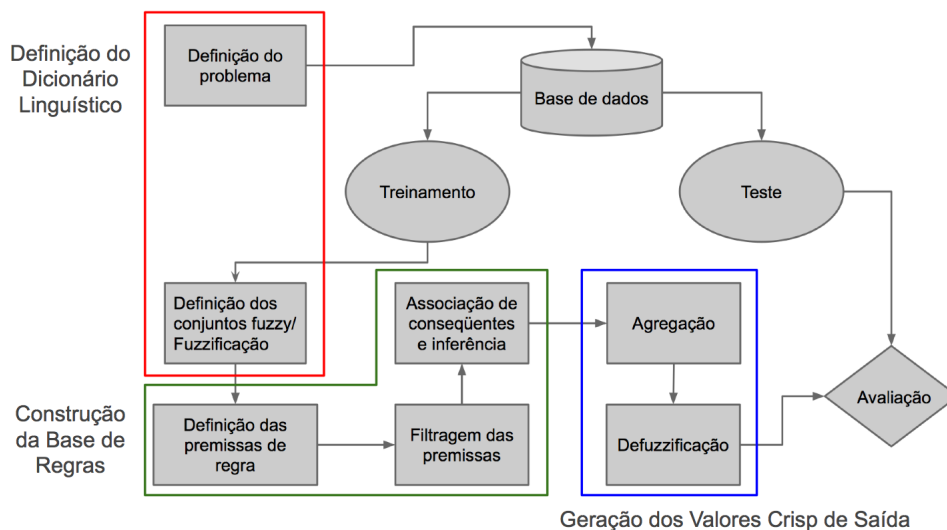 Definição do
Dicionário
Linguístico
Definição do
problema
Base de dados
Treinamento
Teste
Definição dos
conjuntos fuzzy/
Fuzzificação
Associação de
conseqüentes
e inferência
Agregação
Avaliação
Construção
da Base de
Regras
Definição das
premissas de
regra
Filtragem das
premissas
Defuzzificação
Geração dos Valores Crisp de Saída